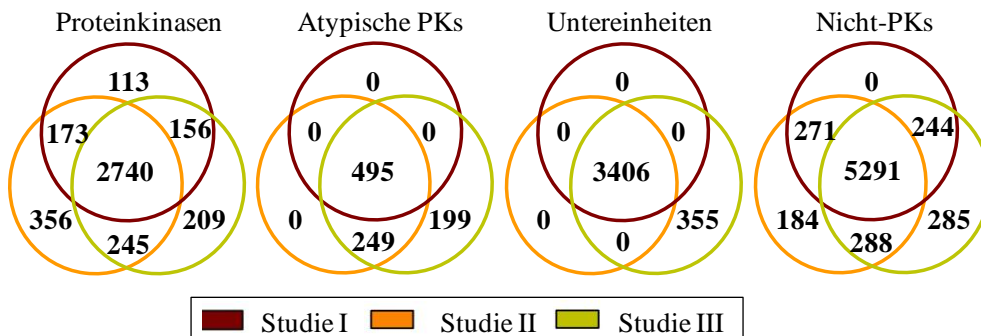 Proteinkinasen Atypische PKs Untereinheiten Nicht-PKs
113 0 0 0
173 156 0 0 0 0 271 244
2740 495 3406 5291
356 209 0 199 0 355 184 285
245 249 0 288
Studie I Studie II Studie III